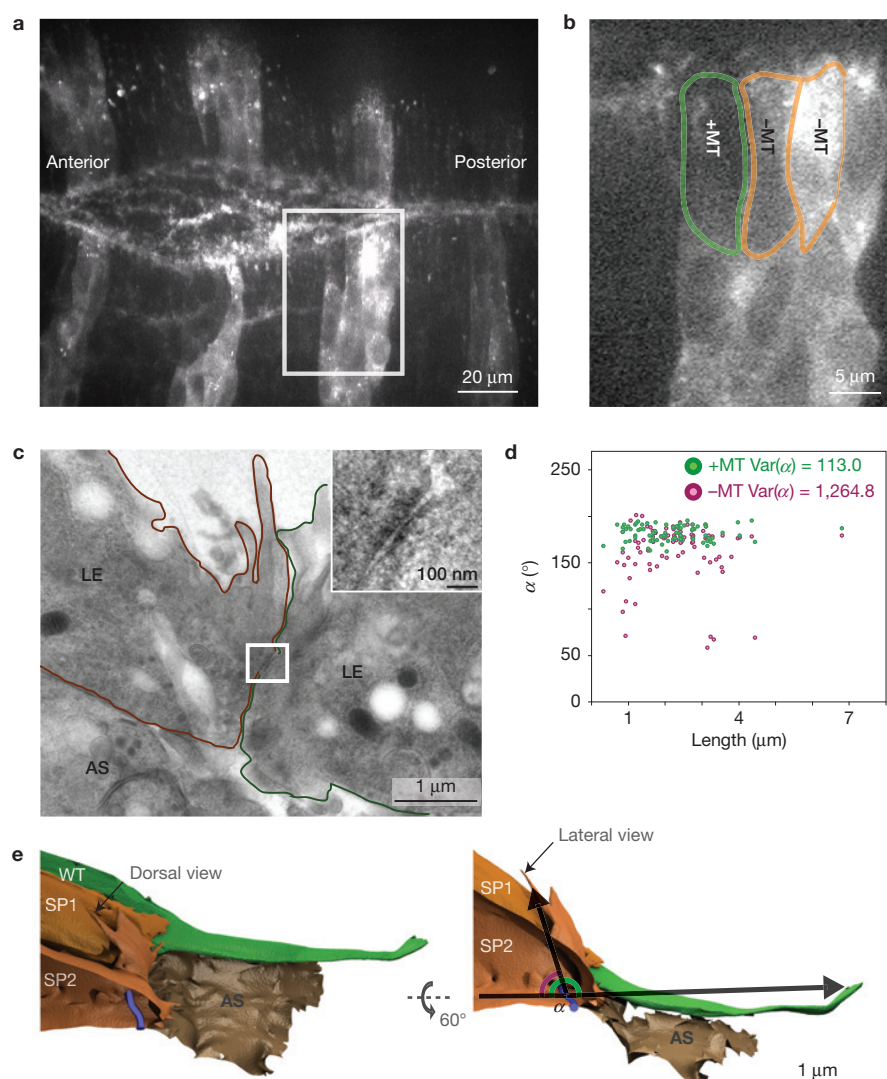 a
Anterior
Posterior
20 μm
b
+MT
–MT
–MT
5 μm
c
LE
LE
AS
100 nm
1 μm
d
+MT Var(α) = 113.0
–MT Var(α) = 1,264.8
250
150
50
0
α (°)
1
4
7
Length (μm)
e
WT
Dorsal view
SP1
SP2
AS
60°
Lateral view
SP1
SP2
α
AS
1 μm